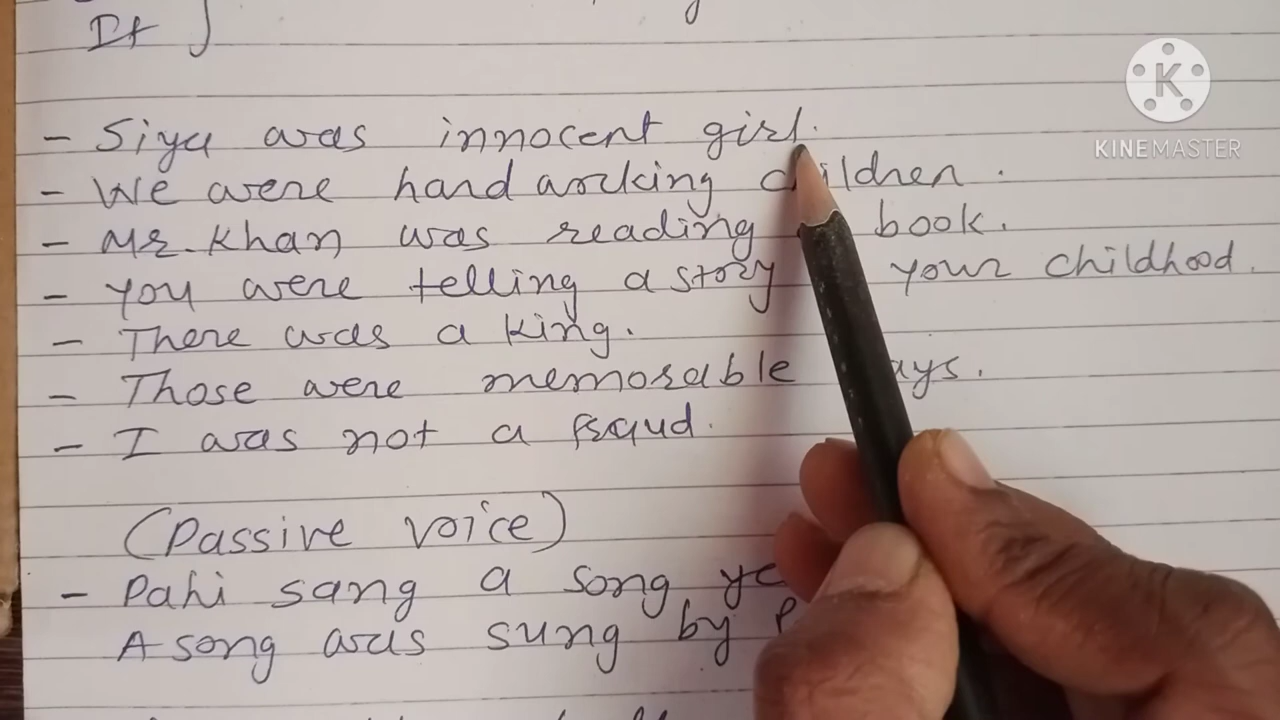 It }
- Siya was innocent girl.
- We were hard working children.
- Mr. Khan was reading book.
- You were telling a story your childhood.
- There was a king.
- Those were memorable
- I was not a fraud.
(Passive voice)
- Pahi sang a song
A song was sung by
K
KINEMASTER